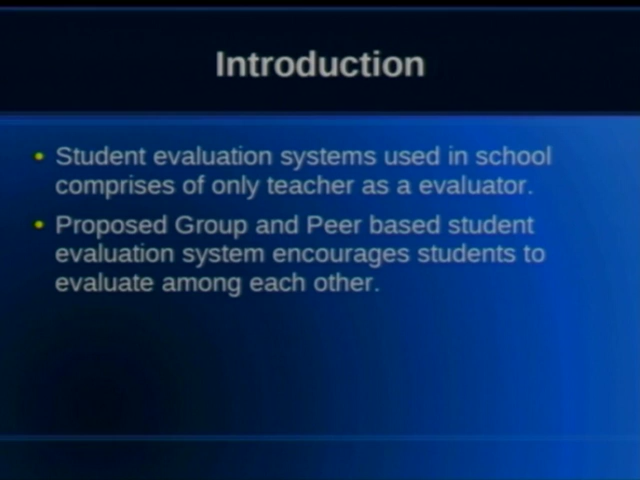 Introduction
• Student evaluation systems used in school
comprises of only teacher as a evaluator.
• Proposed Group and Peer based student
evaluation system encourages students to
evaluate among each other.